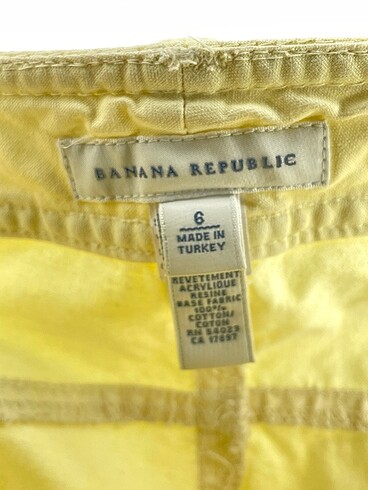 BANANA REPUBLIC
6
MADE IN
TURKEY
REVETEMENT
ACRYLIQUE
RESINE
BASE FABRIC
100%
COTTON/
COTON
RN 54023
CA 17897